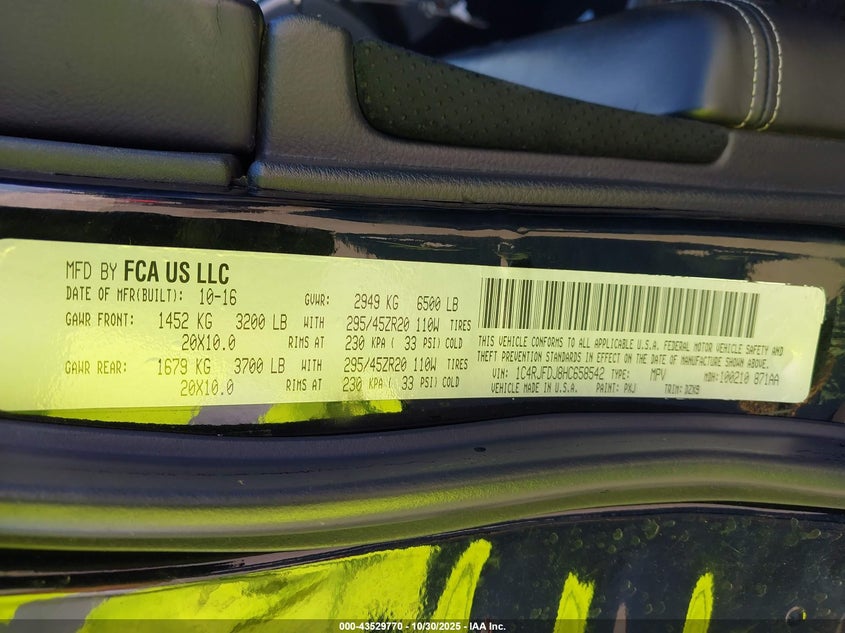 MFD BY FCA US LLC
DATE OF MFR(BUILT): 10-16 GVWR: 2949 KG 6500 LB
GAWR FRONT: 1452 KG 3200 LB WITH 295/45ZR20 110W TIRES
20X10.0 RIMS AT 230 KPA ( 33 PSI) COLD
GAWR REAR: 1679 KG 3700 LB WITH 295/45ZR20 110W TIRES
20X10.0 RIMS AT 230 KPA ( 33 PSI) COLD
THIS VEHICLE CONFORMS TO ALL APPLICABLE U.S.A. FEDERAL MOTOR VEHICLE SAFETY AND
THEFT PREVENTION STANDARDS IN EFFECT ON THE DATE OF MANUFACTURE SHOWN ABOVE.
VIN: 1C4RJFDJ8HC658542 TYPE: MPV MDH: 100210 871AA
VEHICLE MADE IN U.S.A. PAINT: PXJ TRIM: DZX9
000-43529770 - 10/30/2025 - IAA Inc.